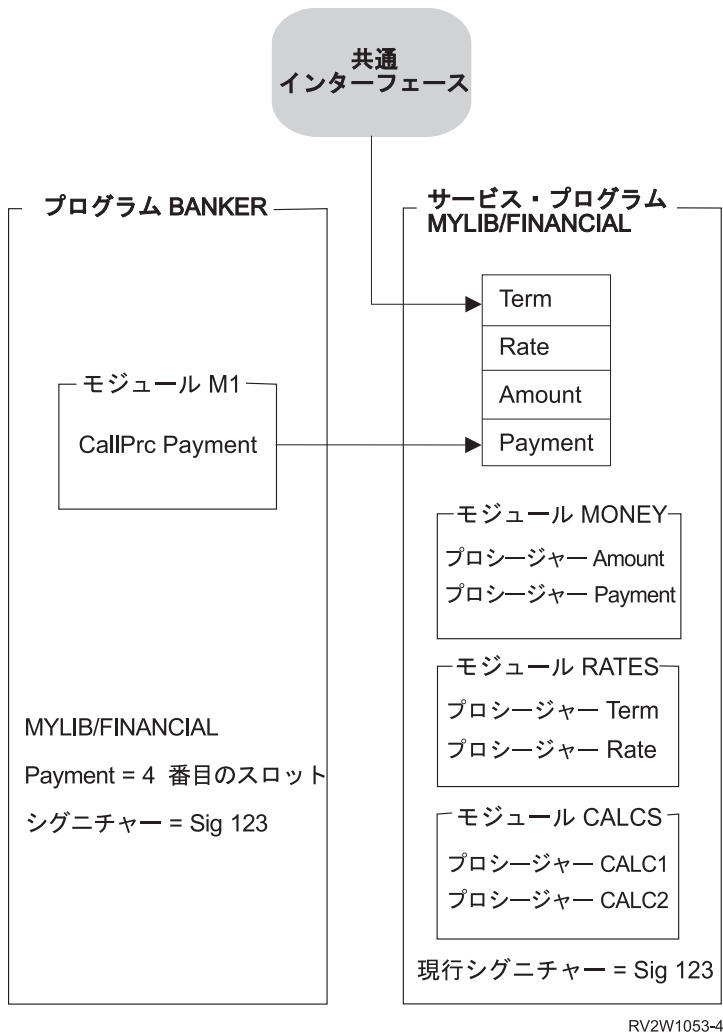 共通
インターフェース
プログラム BANKER
モジュール M1
CallPrc Payment
MYLIB/FINANCIAL
Payment = 4 番目のスロット
シグニチャー = Sig 123
サービス・プログラム
MYLIB/FINANCIAL
Term
Rate
Amount
Payment
モジュール MONEY
プロシージャー Amount
プロシージャー Payment
モジュール RATES
プロシージャー Term
プロシージャー Rate
モジュール CALCS
プロシージャー CALC1
プロシージャー CALC2
現行シグニチャー = Sig 123
RV2W1053-4